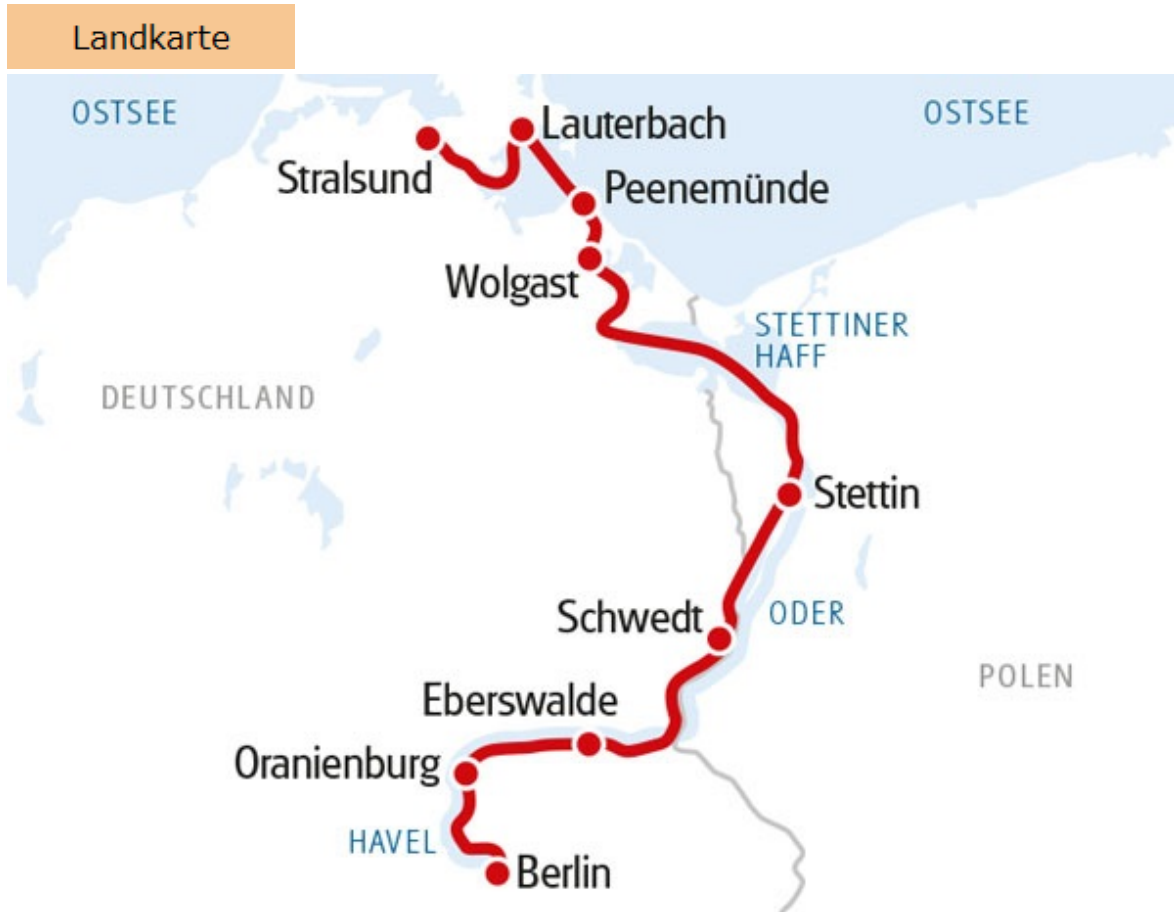 Landkarte
OSTSEE
OSTSEE
Lauterbach
Stralsund
Peenemünde
Wolgast
STETTINER
HAFF
DEUTSCHLAND
Stettin
Schwedt
ODER
POLEN
Eberswalde
Oranienburg
HAVEL
Berlin